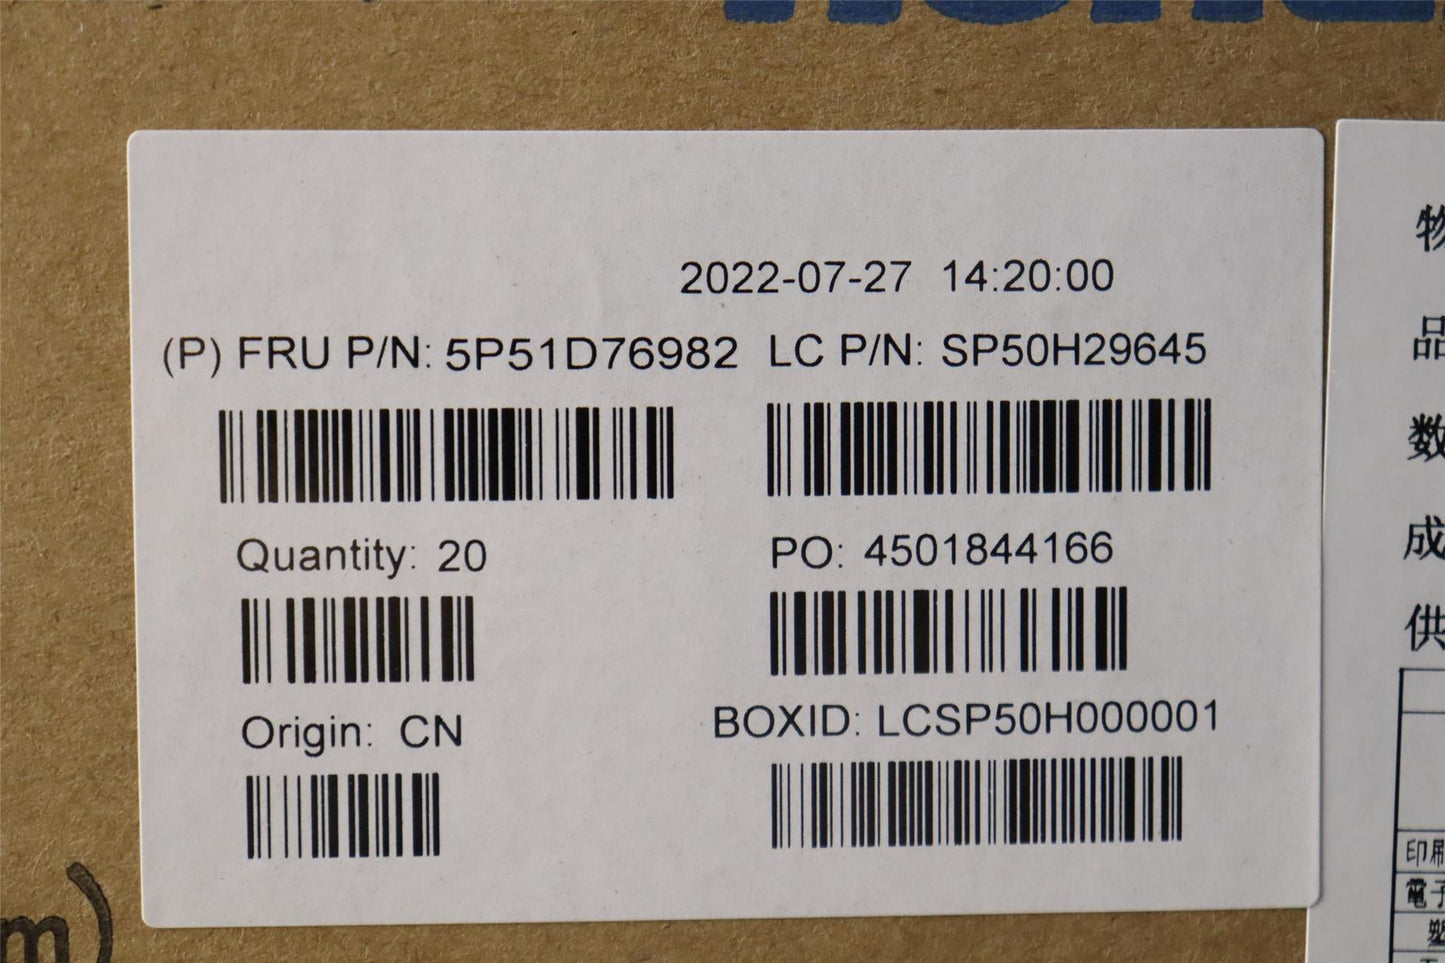 2022-07-27 14:20:00
(P) FRU P/N: 5P51D76982 LC P/N: SP50H29645
Quantity: 20 PO: 4501844166
Origin: CN BOXID: LCSP50H000001
物
品
数
成
供
印刷
電子
m)